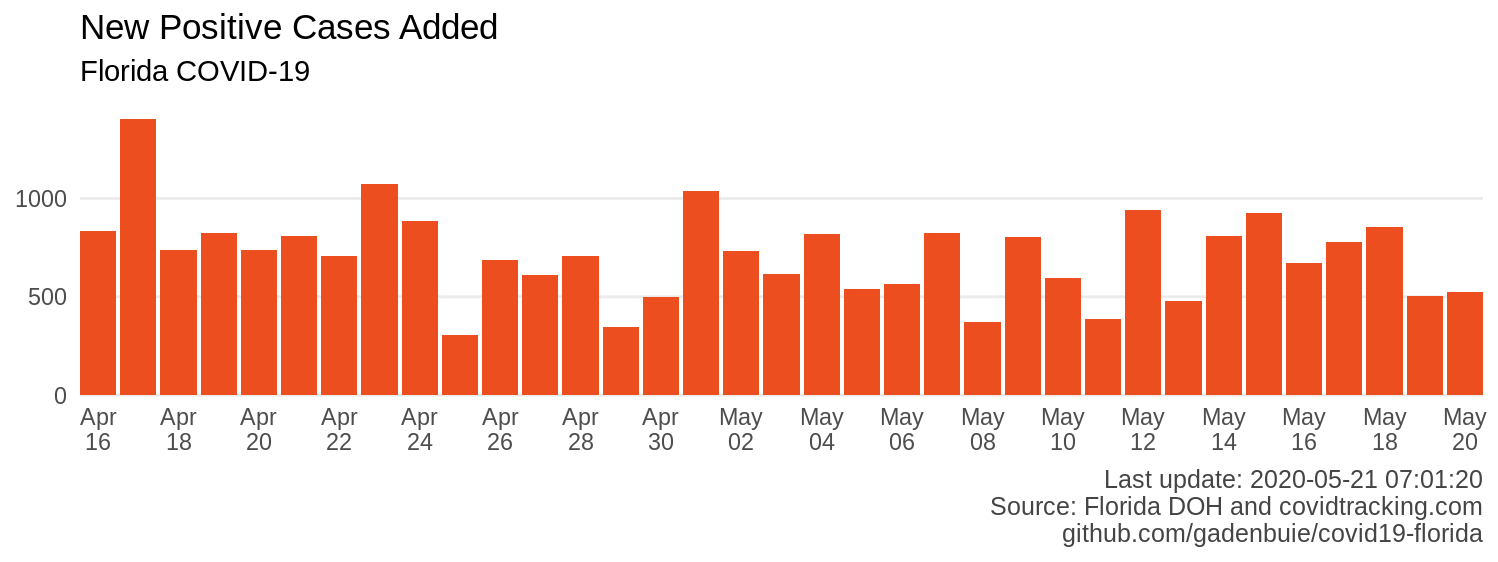 New Positive Cases Added
Florida COVID-19
1000
500
0
Apr Apr Apr Apr Apr Apr Apr Apr May May May May May May May May May May
16 18 20 22 24 26 28 30 02 04 06 08 10 12 14 16 18 20
Last update: 2020-05-21 07:01:20
Source: Florida DOH and covidtracking.com
github.com/gadenbuie/covid19-florida